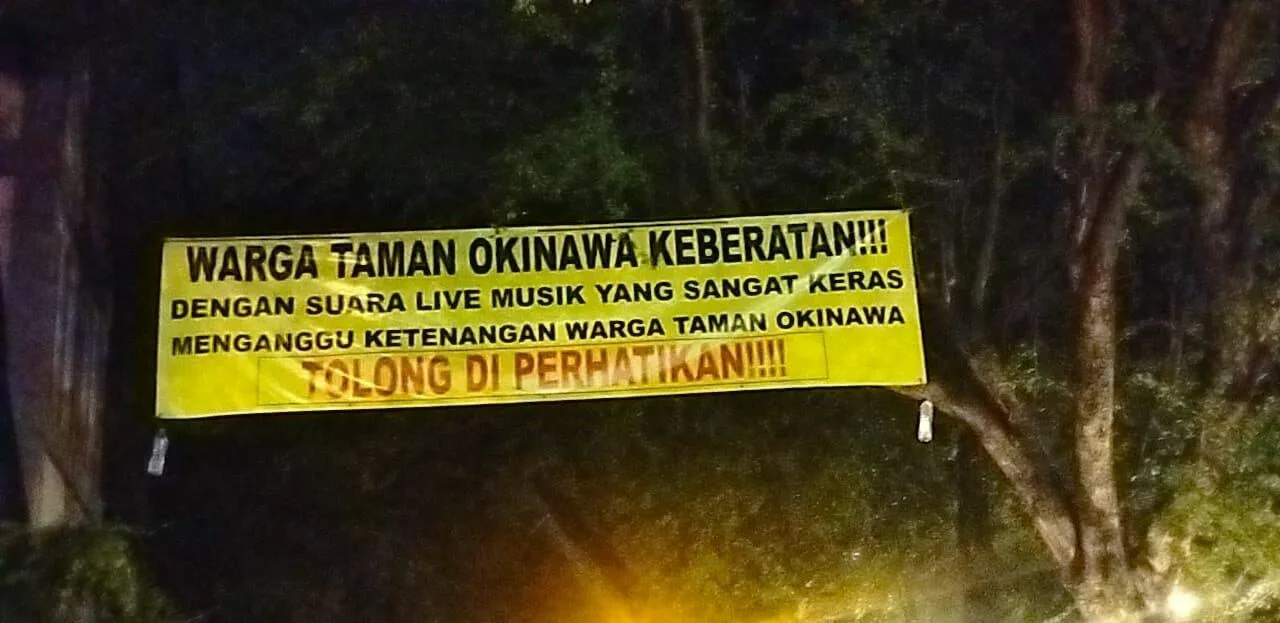 WARGA TAMAN OKINAWA KEBERATAN!!!
DENGAN SUARA LIVE MUSIK YANG SANGAT KERAS
MENGANGGU KETENANGAN WARGA TAMAN OKINAWA
TOLONG DI PERHATIKAN!!!!